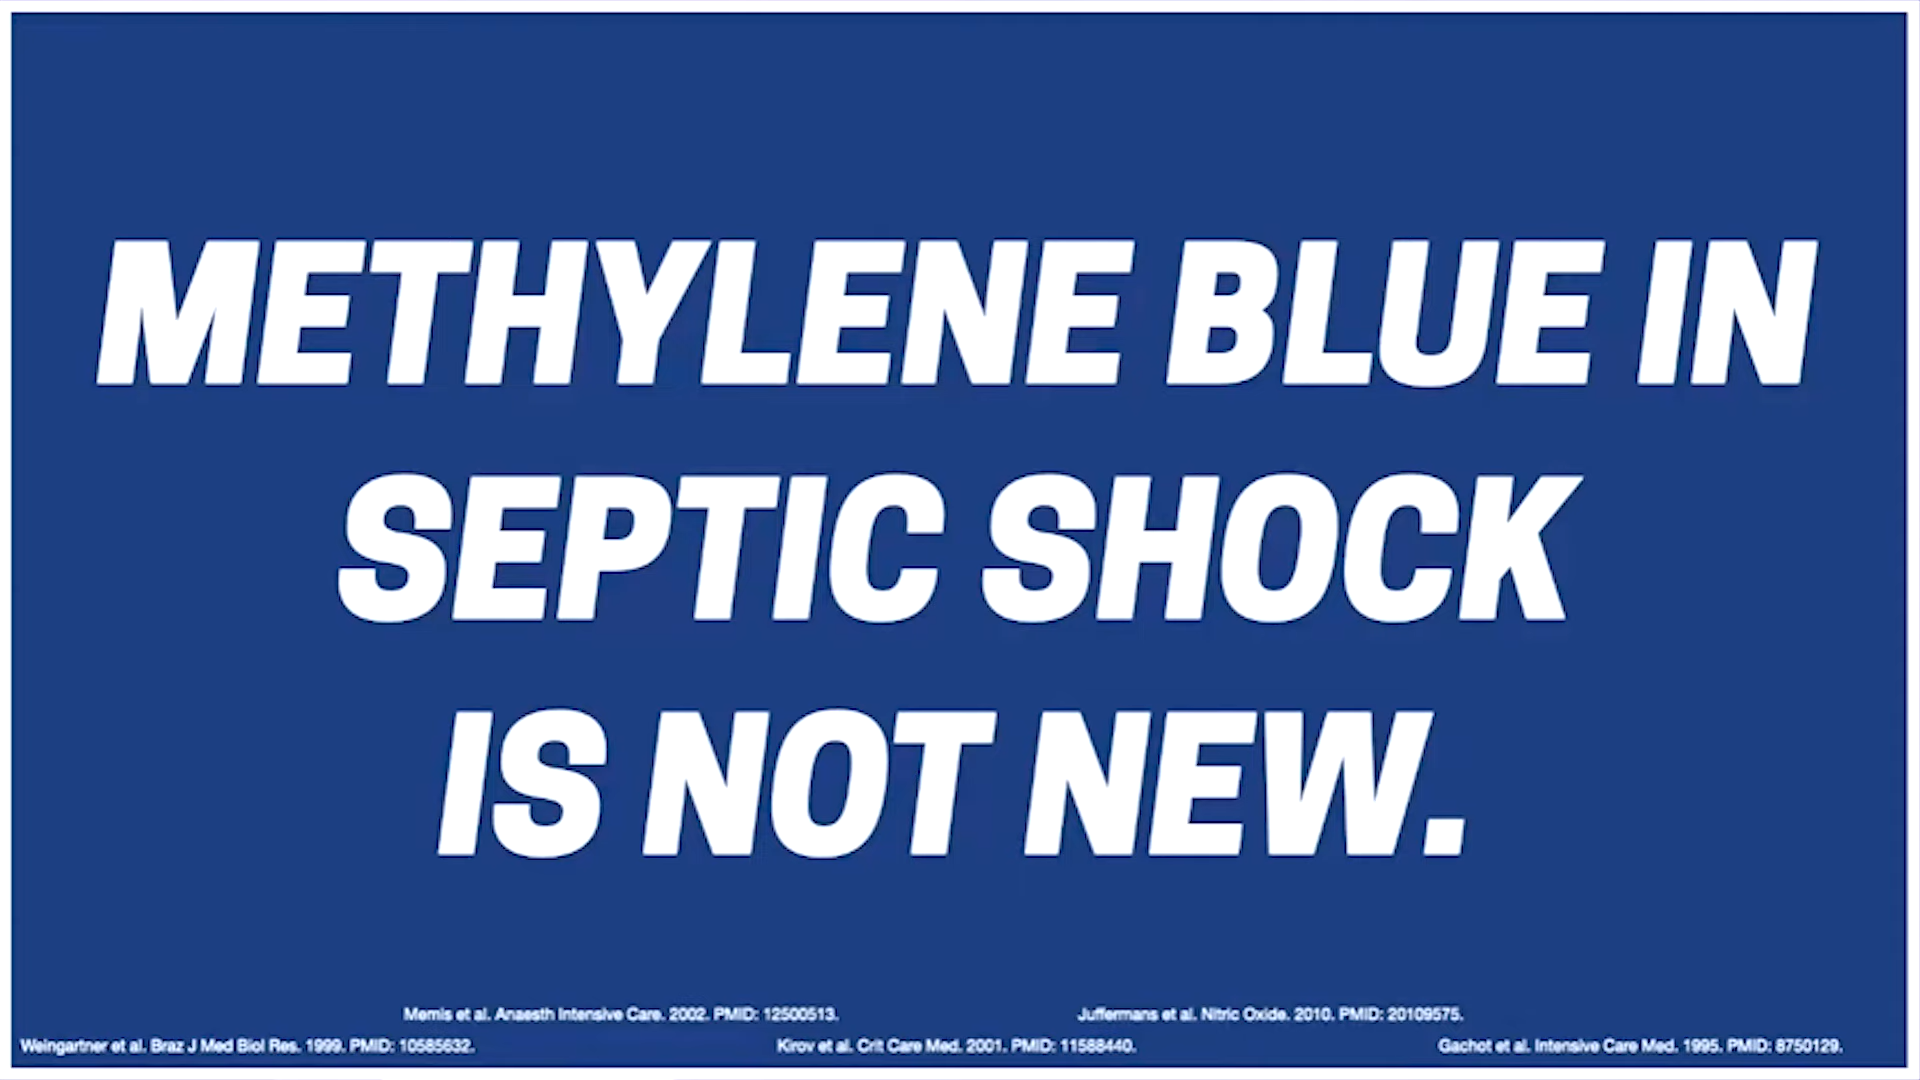 METHYLENE BLUE IN
SEPTIC SHOCK
IS NOT NEW.
Memis et al. Anaesth Intensive Care. 2002. PMID: 12500513.
Juffermans et al. Nitric Oxide. 2010. PMID: 20109575.
Weingartner et al. Braz J Med Biol Res. 1999. PMID: 10585632.
Kirov et al. Crit Care Med. 2001. PMID: 11588440.
Gachot et al. Intensive Care Med. 1995. PMID: 8750129.